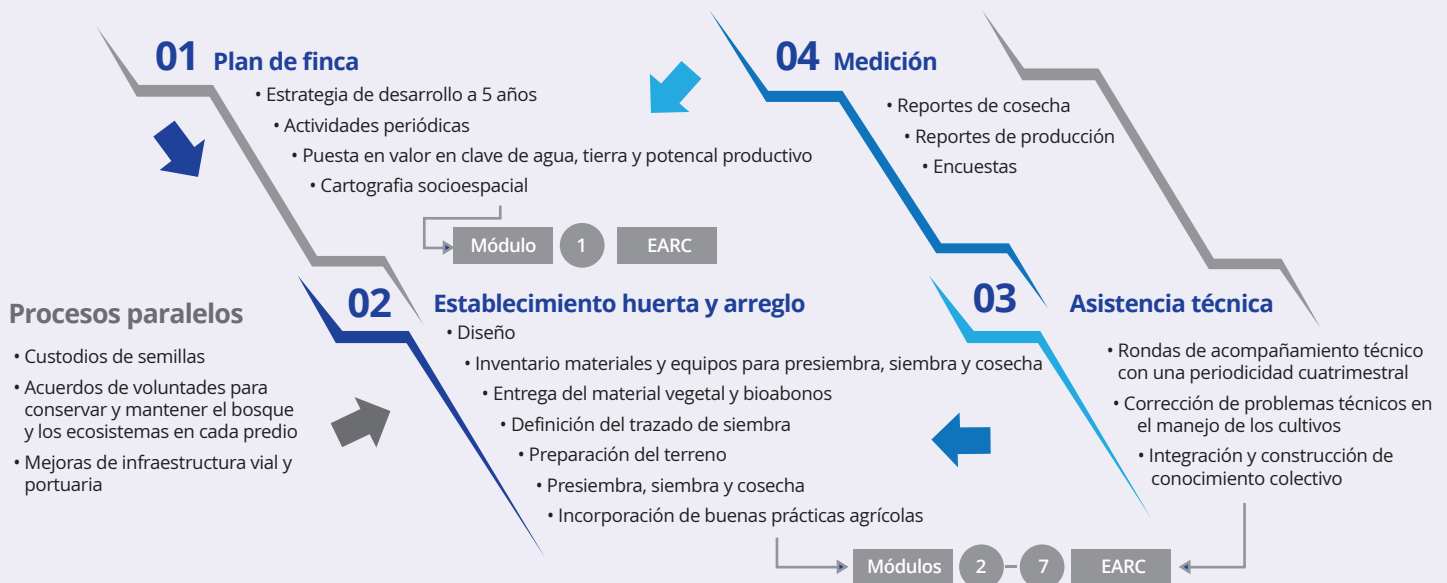 01 Plan de finca
• Estrategia de desarrollo a 5 años
• Actividades periódicas
• Puesta en valor en clave de agua, tierra y potencal productivo
• Cartografia socioespacial
Módulo 1 EARC
04 Medición
• Reportes de cosecha
• Reportes de producción
• Encuestas
Procesos paralelos
• Custodios de semillas
• Acuerdos de voluntades para
conservar y mantener el bosque
y los ecosistemas en cada predio
• Mejoras de infraestructura vial y
portuaria
02 Establecimiento huerta y arreglo
• Diseño
• Inventario materiales y equipos para presiembra, siembra y cosecha
• Entrega del material vegetal y bioabonos
• Definición del trazado de siembra
• Preparación del terreno
• Presiembra, siembra y cosecha
• Incorporación de buenas prácticas agrícolas
03 Asistencia técnica
• Rondas de acompañamiento técnico
con una periodicidad cuatrimestral
• Corrección de problemas técnicos en
el manejo de los cultivos
• Integración y construcción de
conocimiento colectivo
Módulos 2 – 7 EARC